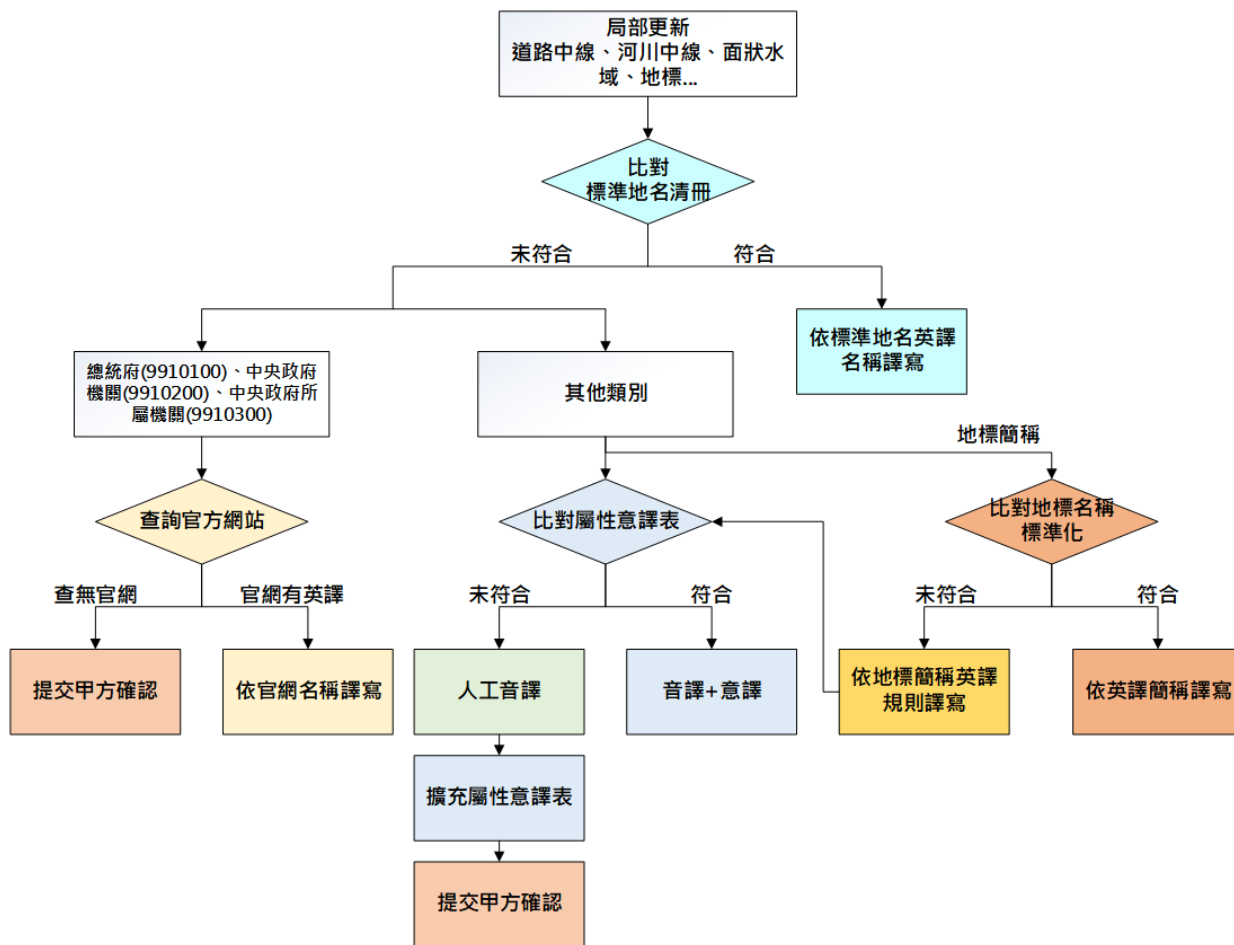 局部更新
道路中線、河川中線、面狀水
域、地標...
比對
標準地名清冊
未符合
符合
依標準地名英譯
名稱譯寫
總統府(9910100)、中央政府
機關(9910200)、中央政府所
屬機關(9910300)
其他類別
地標簡稱
查詢官方網站
比對屬性意譯表
比對地標名稱
標準化
查無官網
官網有英譯
未符合
符合
未符合
符合
提交甲方確認
依官網名稱譯寫
人工音譯
音譯+意譯
依地標簡稱英譯
規則譯寫
依英譯簡稱譯寫
擴充屬性意譯表
提交甲方確認